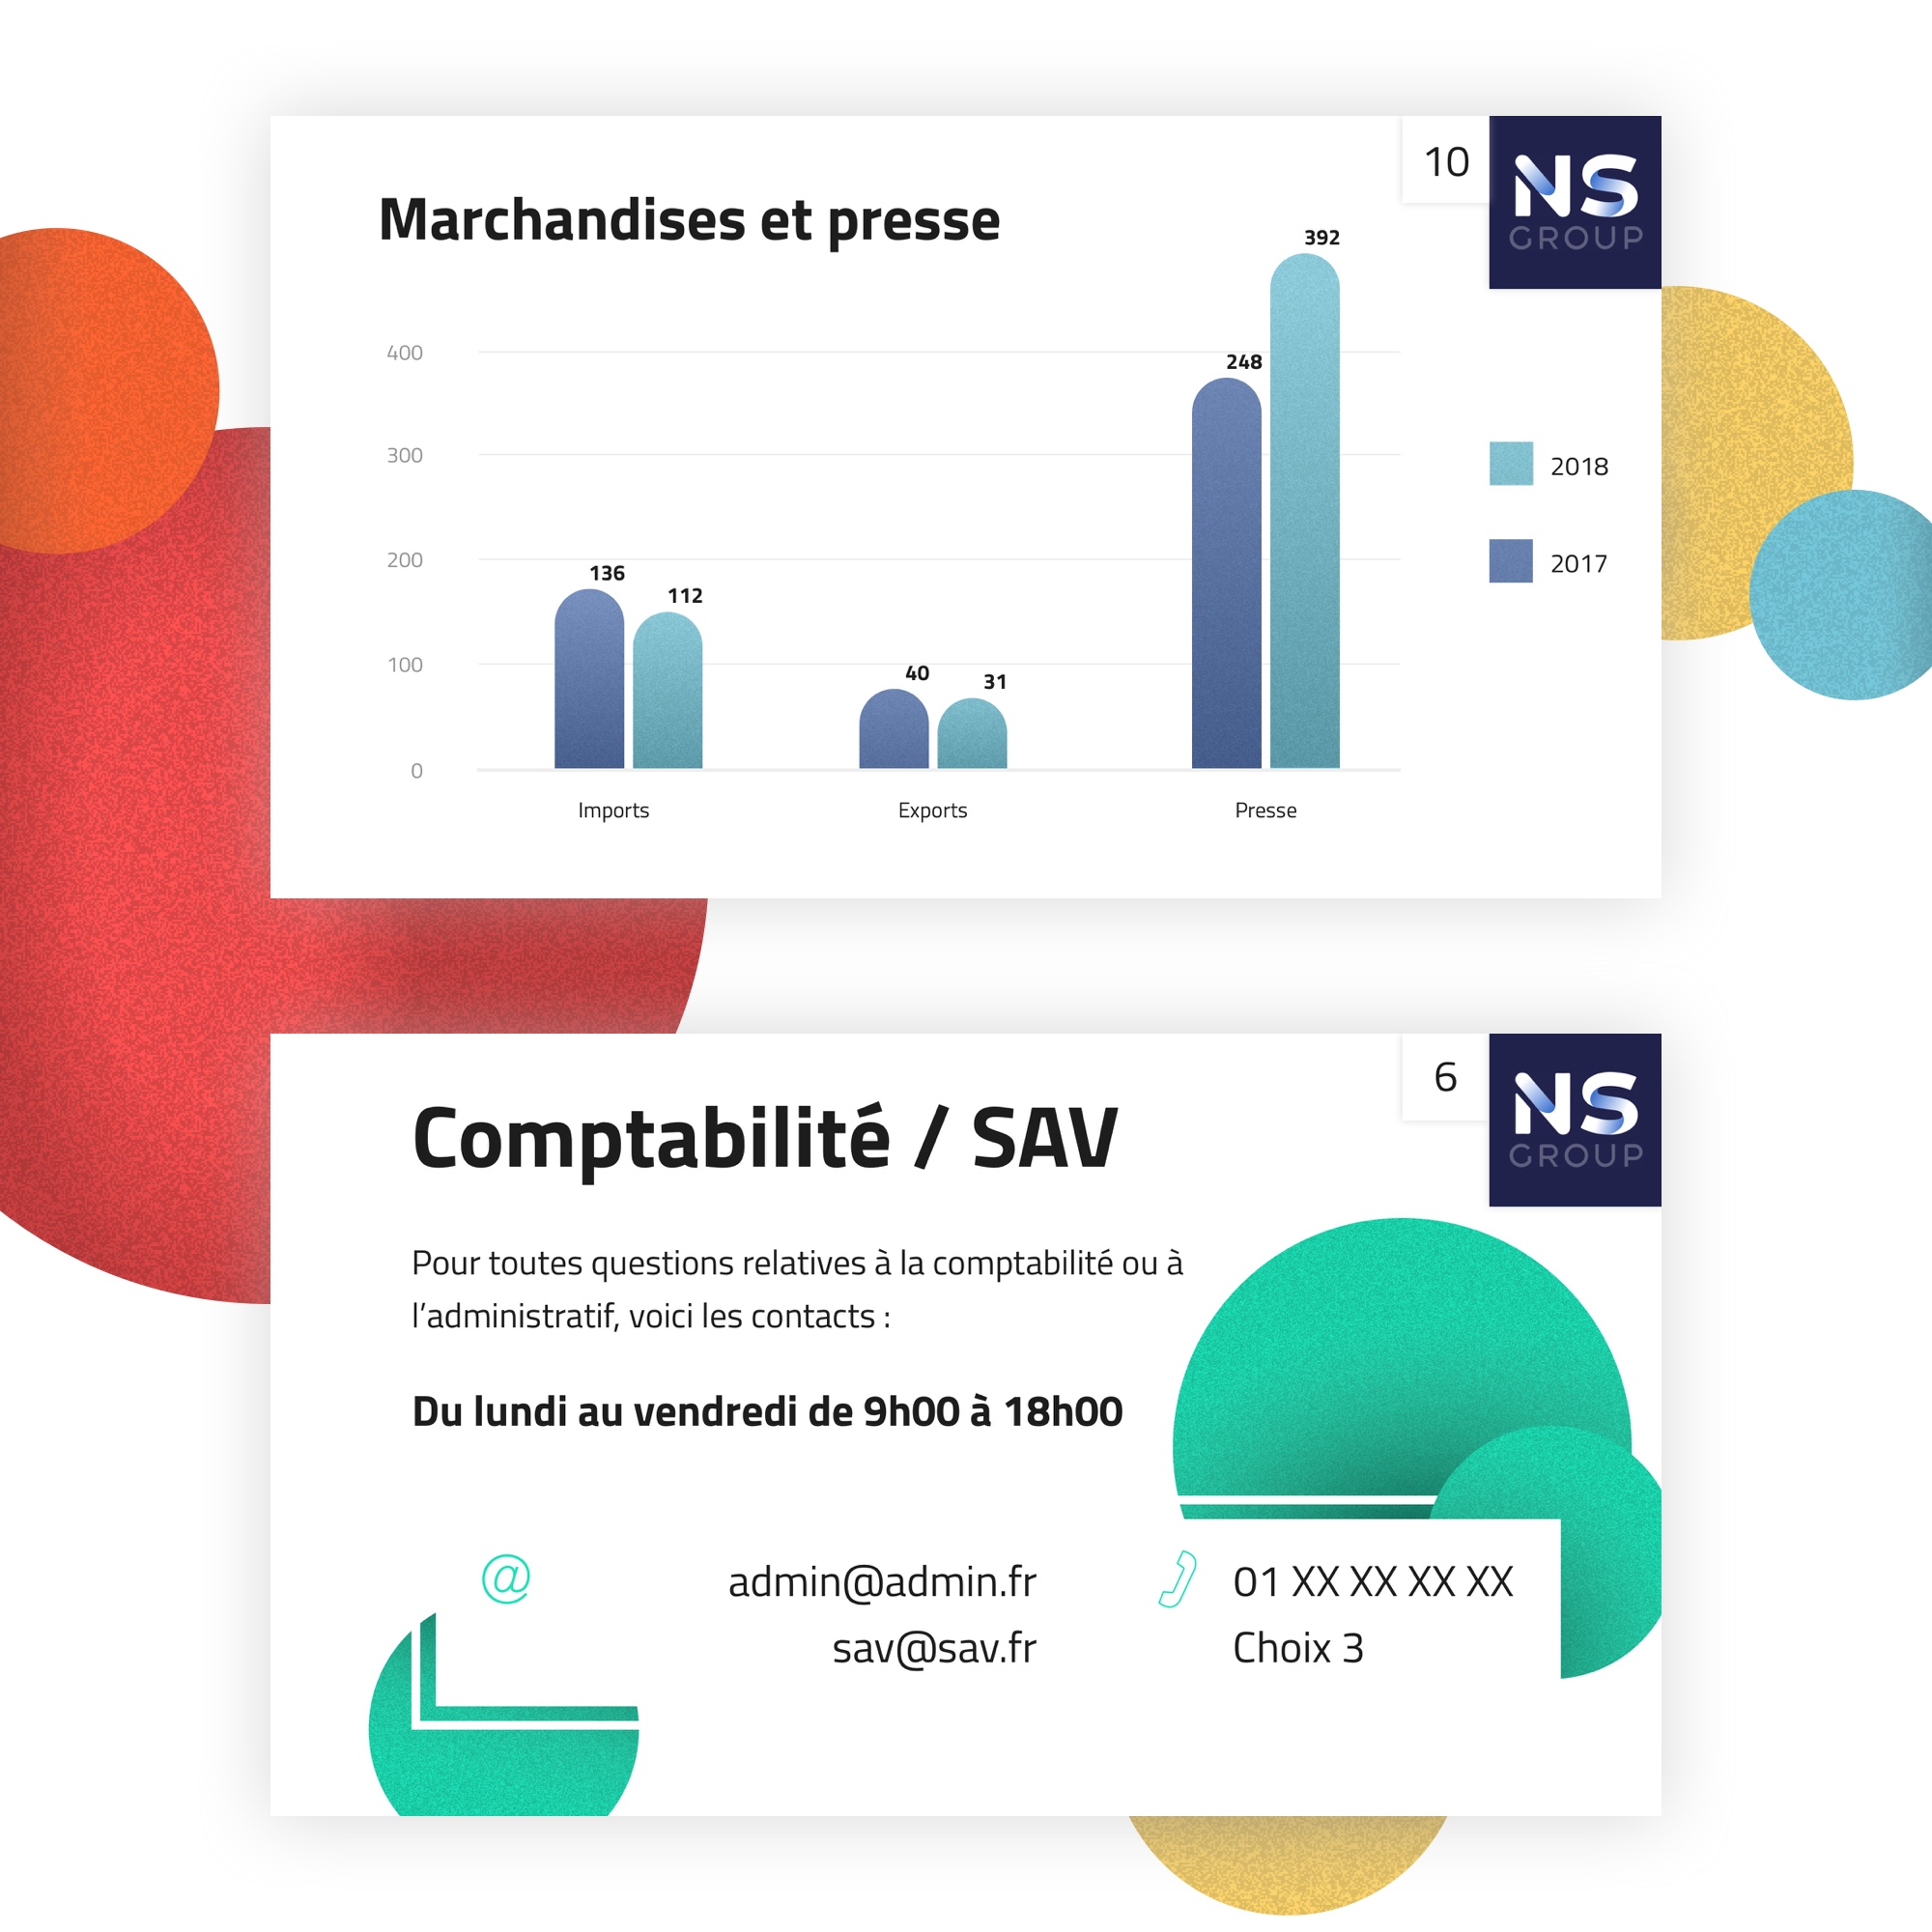 10
NS
GROUP
Marchandises et presse
392
400
248
300
2018
200
2017
136
112
100
40
31
0
Imports Exports Presse
6
NS
GROUP
Comptabilité / SAV
Pour toutes questions relatives à la comptabilité ou à
l’administratif, voici les contacts :
Du lundi au vendredi de 9h00 à 18h00
@ admin@admin.fr
sav@sav.fr
01 XX XX XX XX
Choix 3